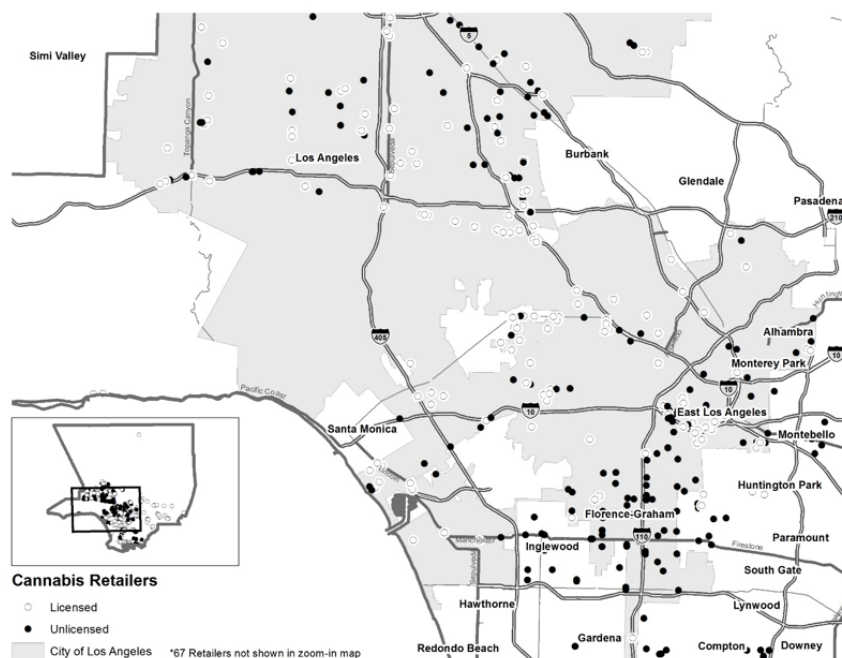 Simi Valley
5
Topanga Canyon
Los Angeles
Burbank
Glendale
Pasadena
210
405
Alhambra
Monterey Park
10
10
Pacific Coast
10
East Los Angeles
Santa Monica
Montebello
Huntington Park
Florence-Graham
Manchester
Inglewood
110
Firestone
Paramount
South Gate
Sepulveda
Hawthorne
Lynwood
Redondo Beach
Gardena
Compton
Downey
Cannabis Retailers
Licensed
Unlicensed
City of Los Angeles
*67 Retailers not shown in zoom-in map